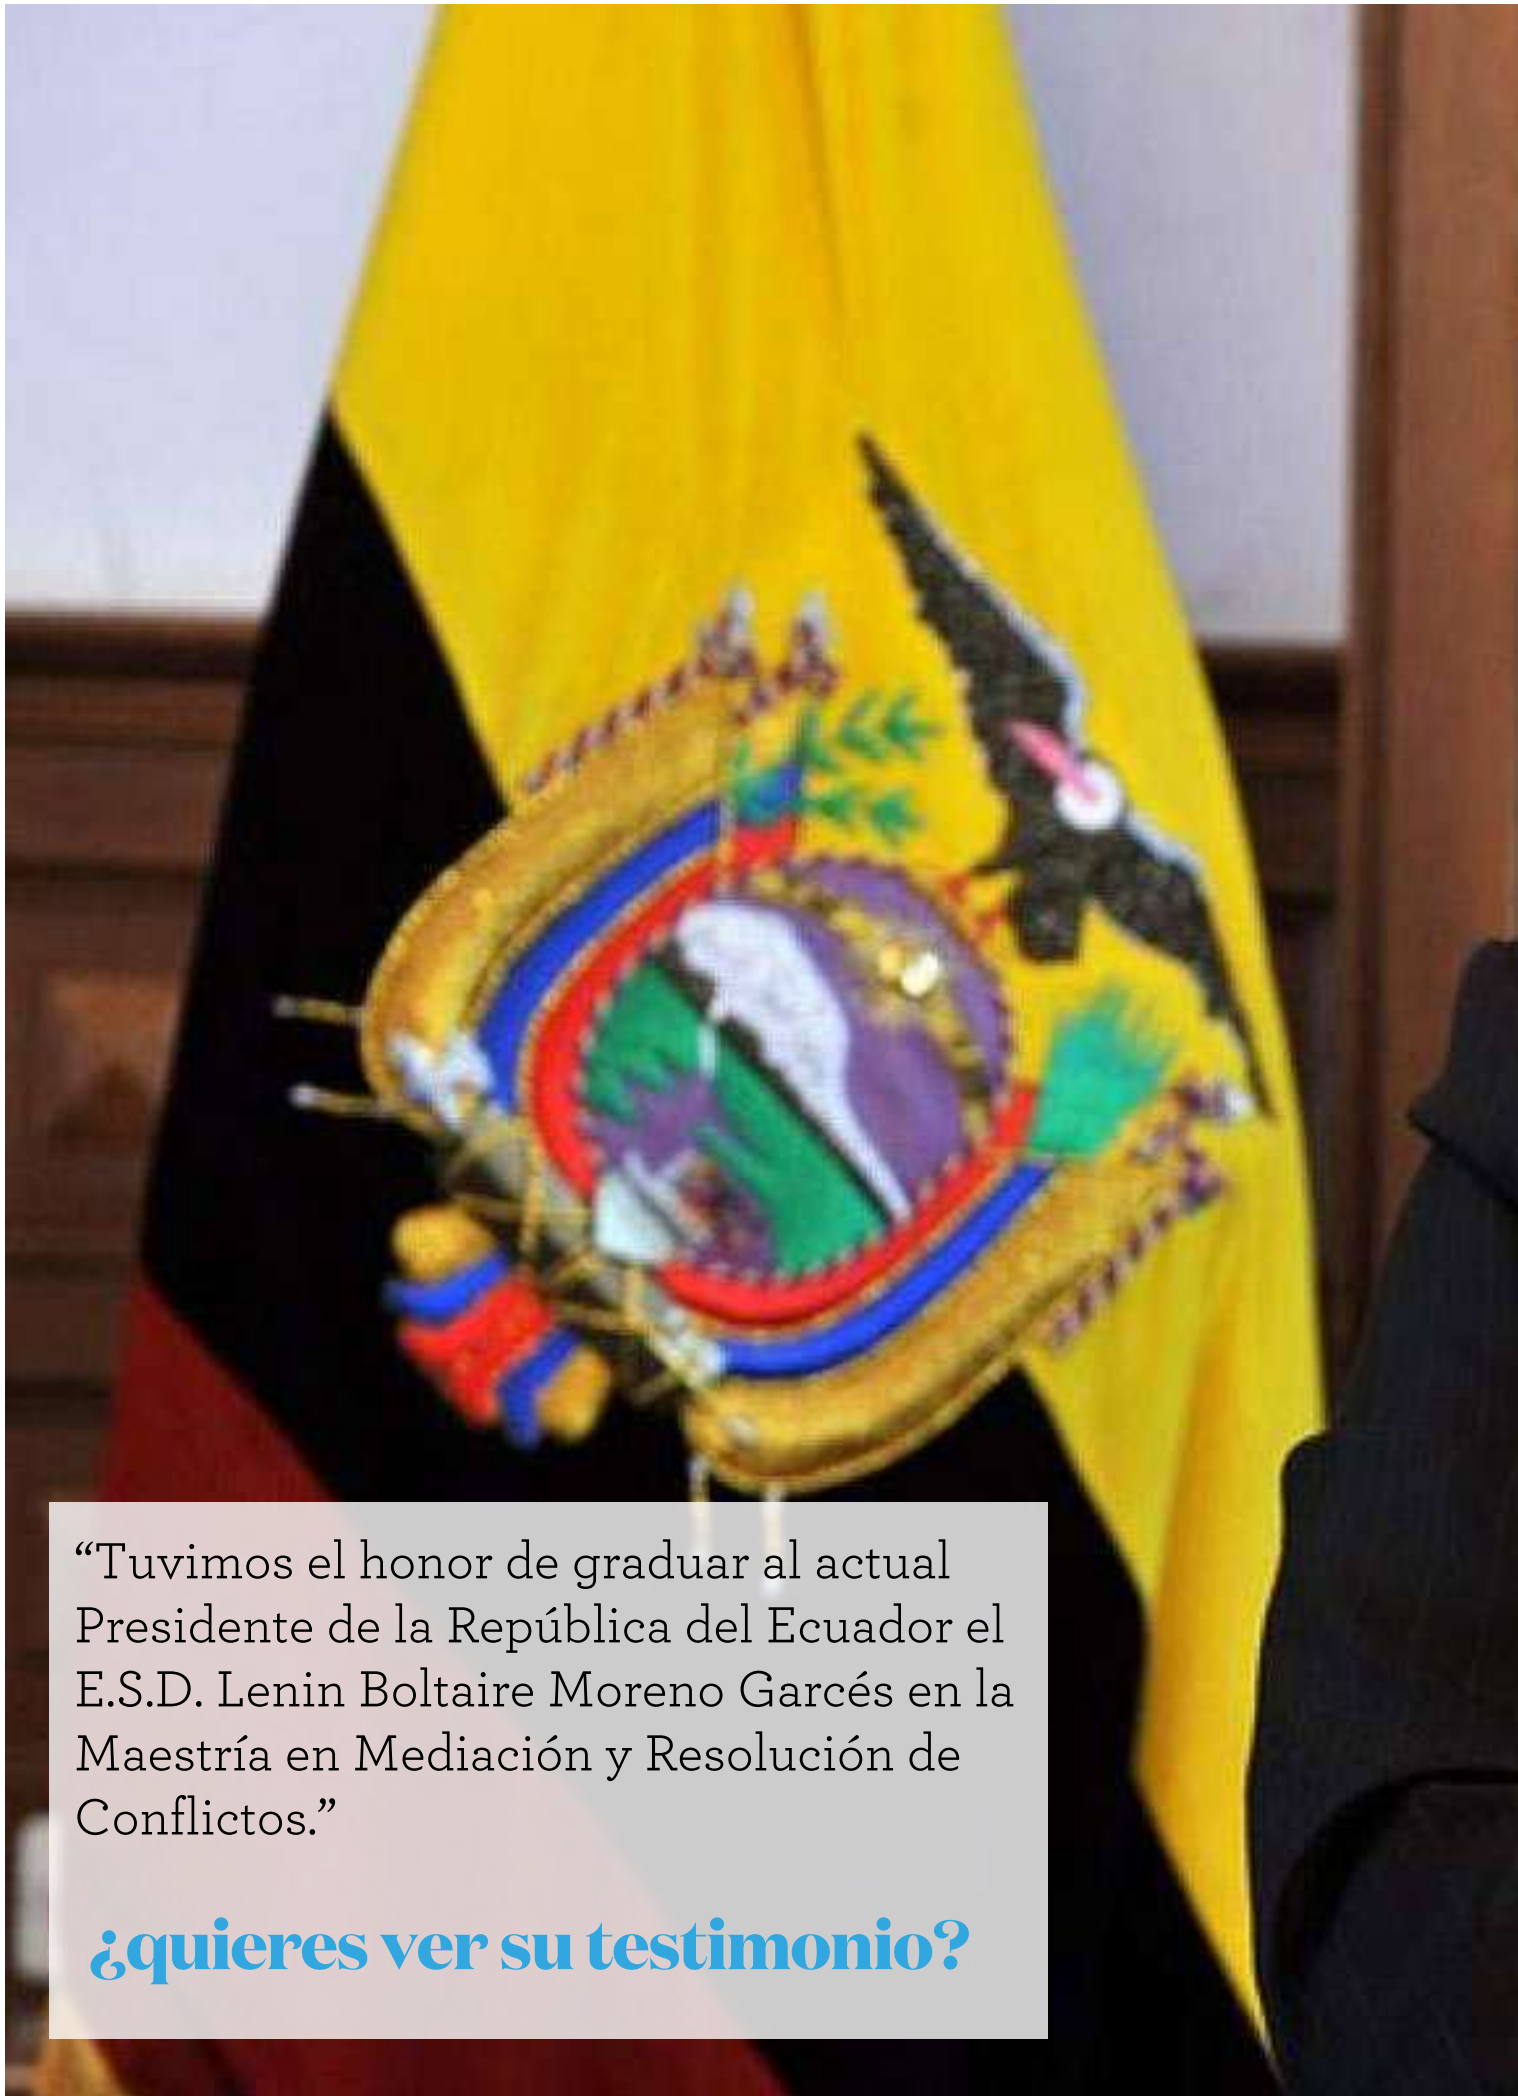 “Tuvimos el honor de graduar al actual
Presidente de la República del Ecuador el
E.S.D. Lenin Boltaire Moreno Garcés en la
Maestría en Mediación y Resolución de
Conflictos.”
¿quieres ver su testimonio?